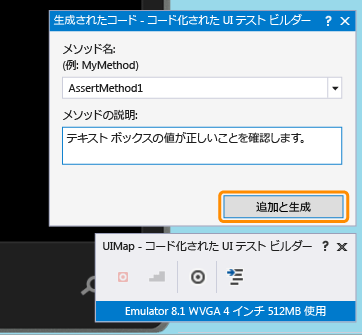 生成されたコード - コード化された UI テスト ビルダー ? ×
メソッド名:
(例: MyMethod)
AssertMethod1
メソッドの説明:
テキスト ボックスの値が正しいことを確認します。
追加と生成
UIMap - コード化された UI テスト ビルダー ? ×
Emulator 8.1 WVGA 4 インチ 512MB 使用